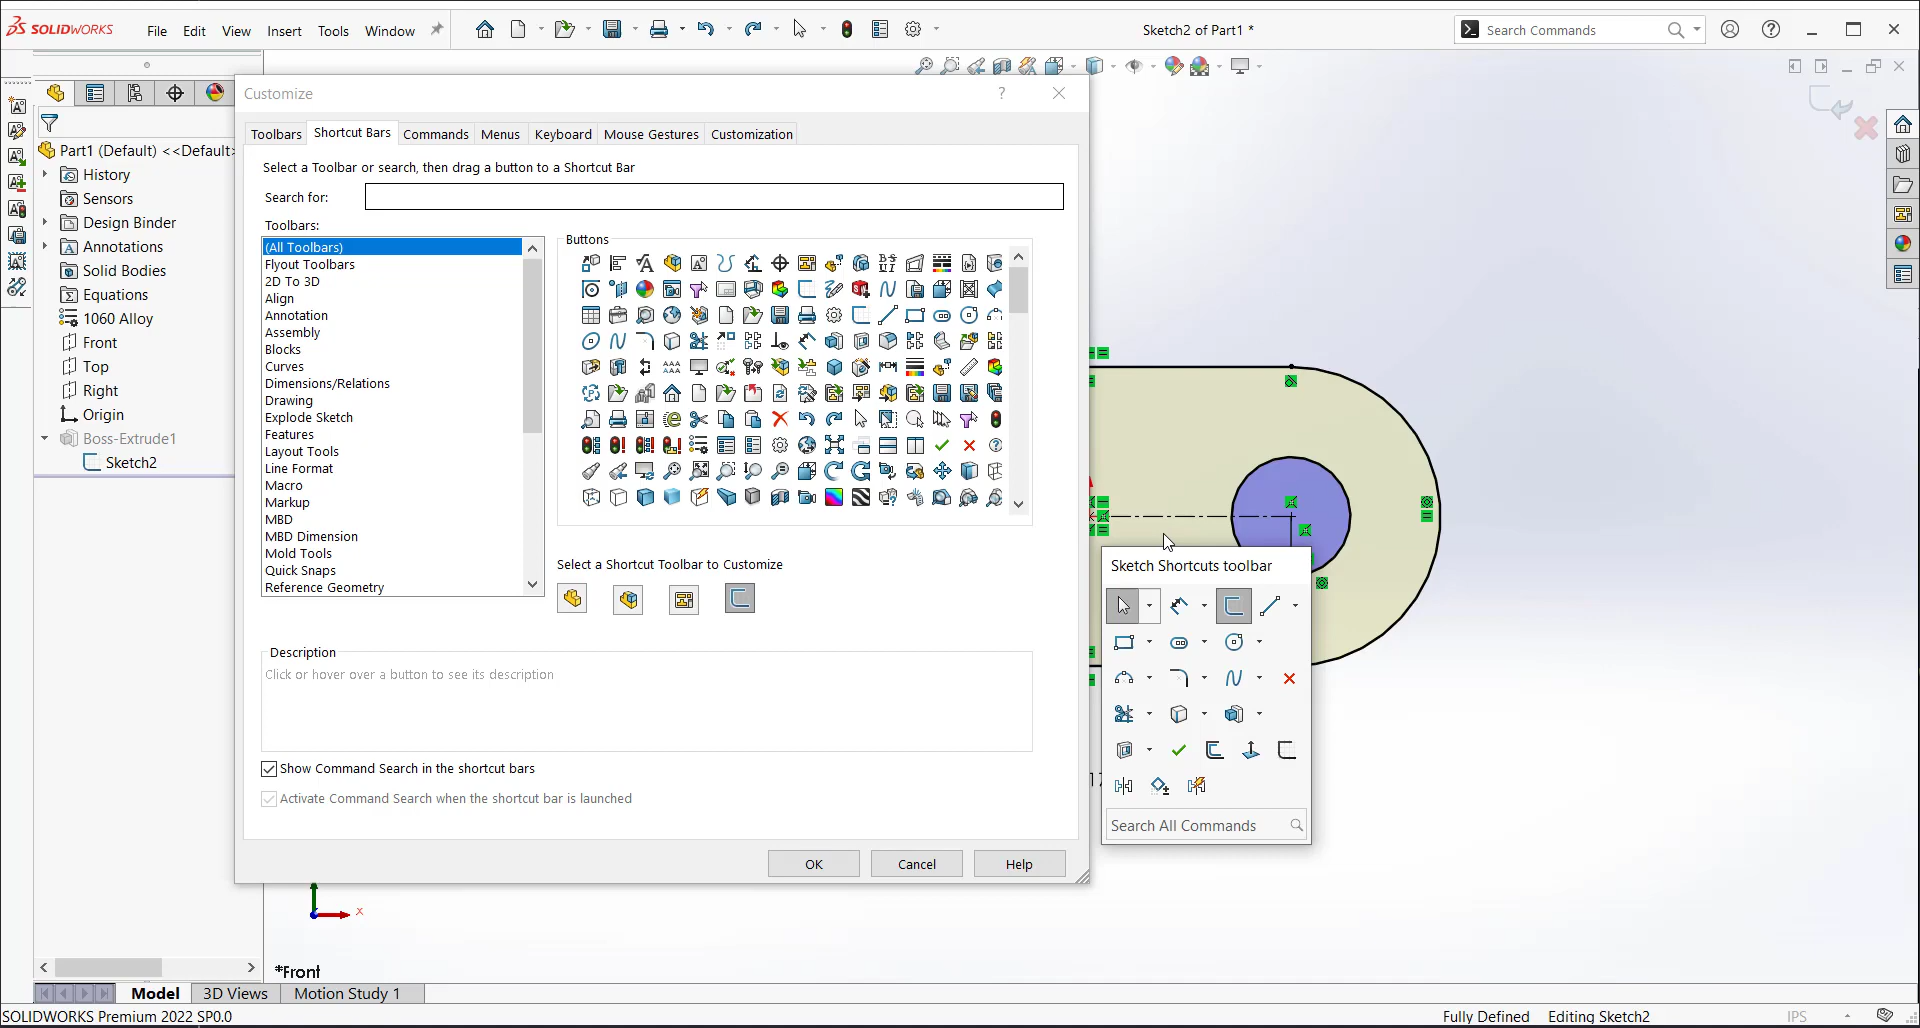 SOLIDWORKS
File Edit View Insert Tools Window
Sketch2 of Part1 *
Search Commands
Customize
Toolbars Shortcut Bars Commands Menus Keyboard Mouse Gestures Customization
Select a Toolbar or search, then drag a button to a Shortcut Bar
Search for:
Toolbars:
(All Toolbars)
Flyout Toolbars
2D To 3D
Align
Annotation
Assembly
Blocks
Curves
Dimensions/Relations
Drawing
Explode Sketch
Features
Layout Tools
Line Format
Macro
Markup
MBD
MBD Dimension
Mold Tools
Quick Snaps
Reference Geometry
Buttons
Select a Shortcut Toolbar to Customize
Description
Click or hover over a button to see its description
Show Command Search in the shortcut bars
Activate Command Search when the shortcut bar is launched
OK Cancel Help
Part1 (Default) <<Default>
History
Sensors
Design Binder
Annotations
Solid Bodies
Equations
1060 Alloy
Front
Top
Right
Origin
Boss-Extrude1
Sketch2
Sketch Shortcuts toolbar
Search All Commands
x
*Front
Model 3D Views Motion Study 1
SOLIDWORKS Premium 2022 SP0.0
Fully Defined Editing Sketch2 IPS